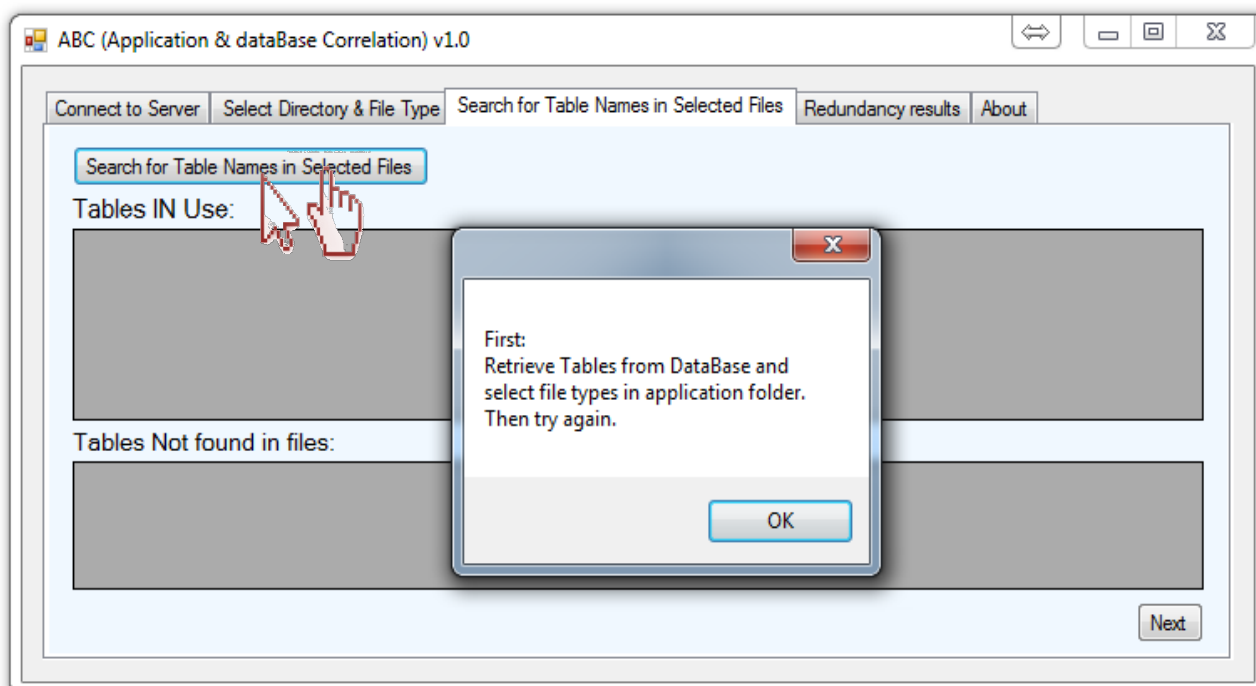 ABC (Application & dataBase Correlation) v1.0
Connect to Server Select Directory & File Type Search for Table Names in Selected Files Redundancy results About
Search for Table Names in Selected Files
Tables IN Use:
First:
Retrieve Tables from DataBase and
select file types in application folder.
Then try again.
Tables Not found in files:
OK
Next